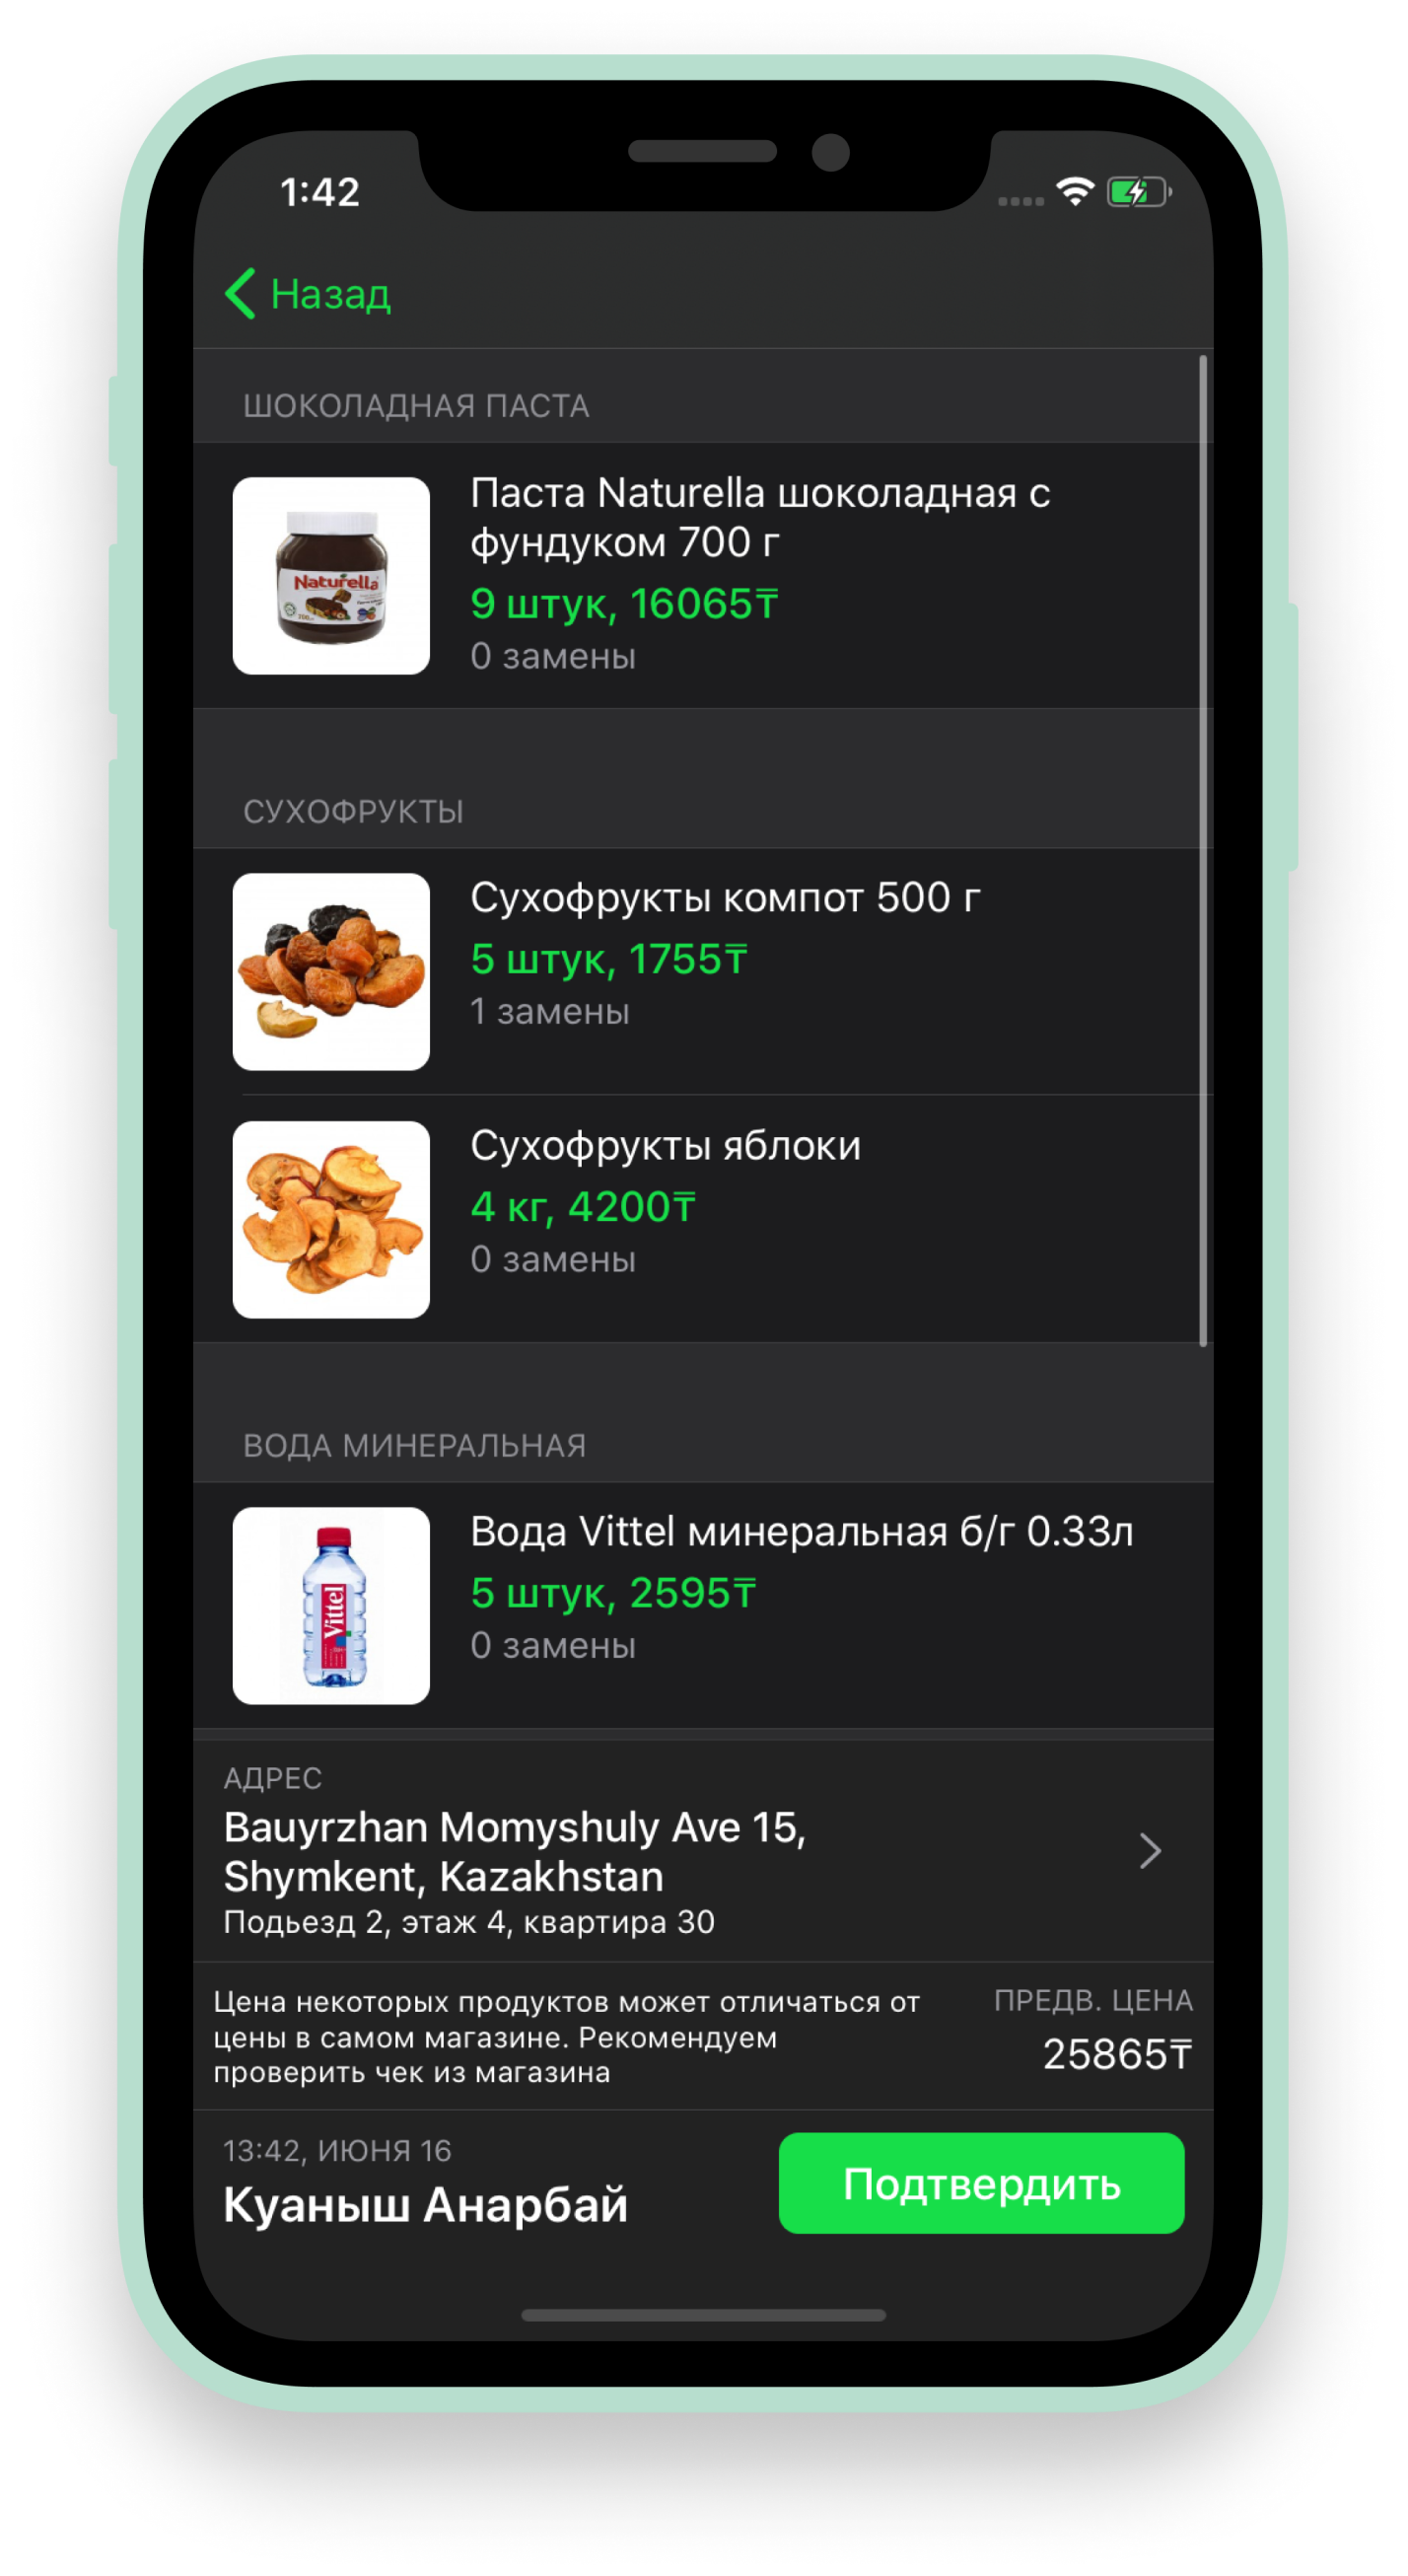 1:42
Назад
ШОКОЛАДНАЯ ПАСТА
Паста Naturella шоколадная с
фундуком 700 г
9 штук, 16065₸
0 замены
Naturella
СУХОФРУКТЫ
Сухофрукты компот 500 г
5 штук, 1755₸
1 замены
Сухофрукты яблоки
4 кг, 4200₸
0 замены
ВОДА МИНЕРАЛЬНАЯ
Вода Vittel минеральная б/г 0.33л
5 штук, 2595₸
0 замены
Vittel
АДРЕС
Bauyrzhan Momyshuly Ave 15,
Shymkent, Kazakhstan
Подьезд 2, этаж 4, квартира 30
Цена некоторых продуктов может отличаться от
цены в самом магазине. Рекомендуем
проверить чек из магазина
ПРЕДВ. ЦЕНА
25865₸
13:42, ИЮНЯ 16
Куаныш Анарбай
Подтвердить